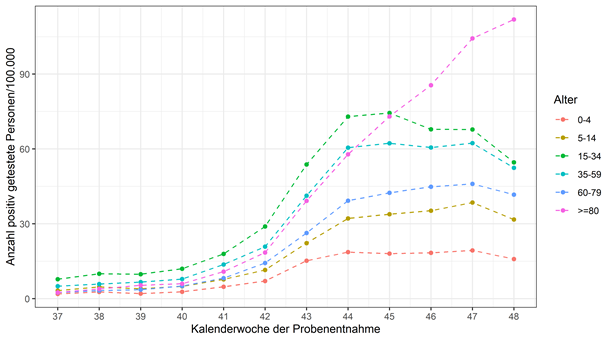 Anzahl positiv getestete Personen/100.000
90
60
30
0
37 38 39 40 41 42 43 44 45 46 47 48
Kalenderwoche der Probenentnahme
Alter
0-4
5-14
15-34
35-59
60-79
>=80